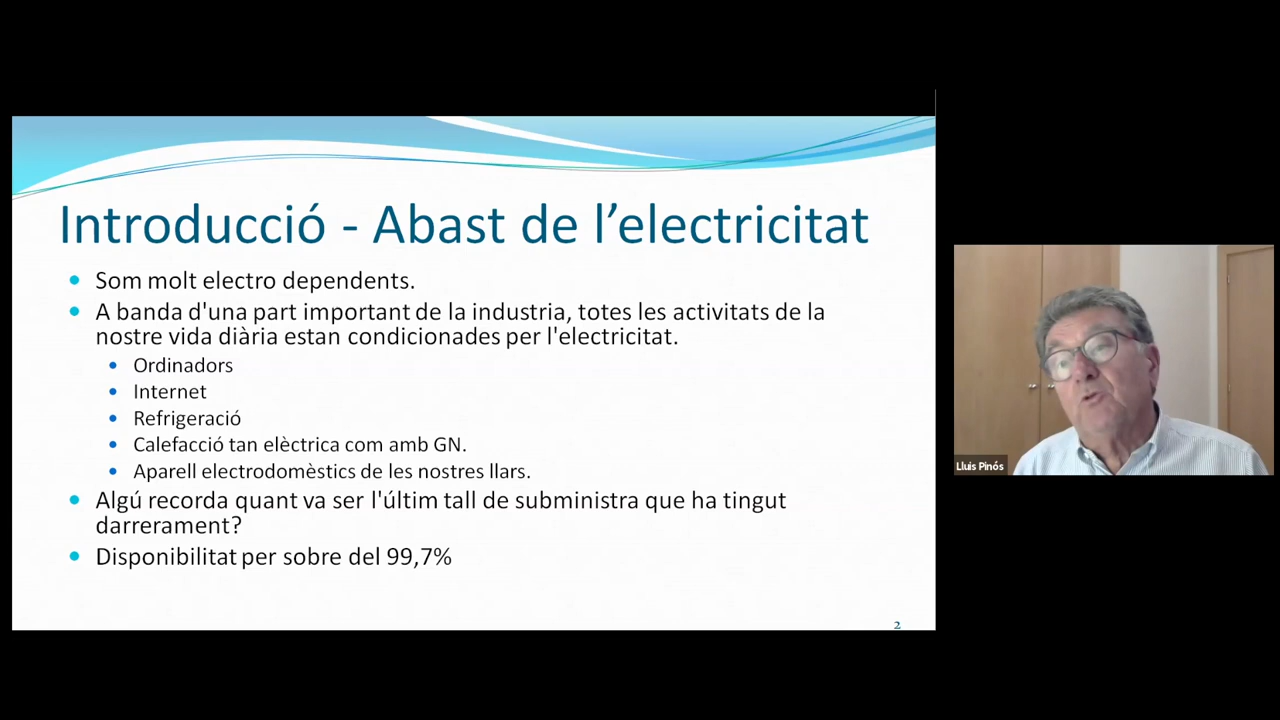 Introducció - Abast de l’electricitat
Som molt electro dependents.
A banda d'una part important de la industria, totes les activitats de la
nostre vida diària estan condicionades per l'electricitat.
Ordinadors
Internet
Refrigeració
Calefacció tan elèctrica com amb GN.
Aparell electrodomèstics de les nostres llars.
Algú recorda quant va ser l'últim tall de subministra que ha tingut
darrerament?
Disponibilitat per sobre del 99,7%
2
Lluis Pinós